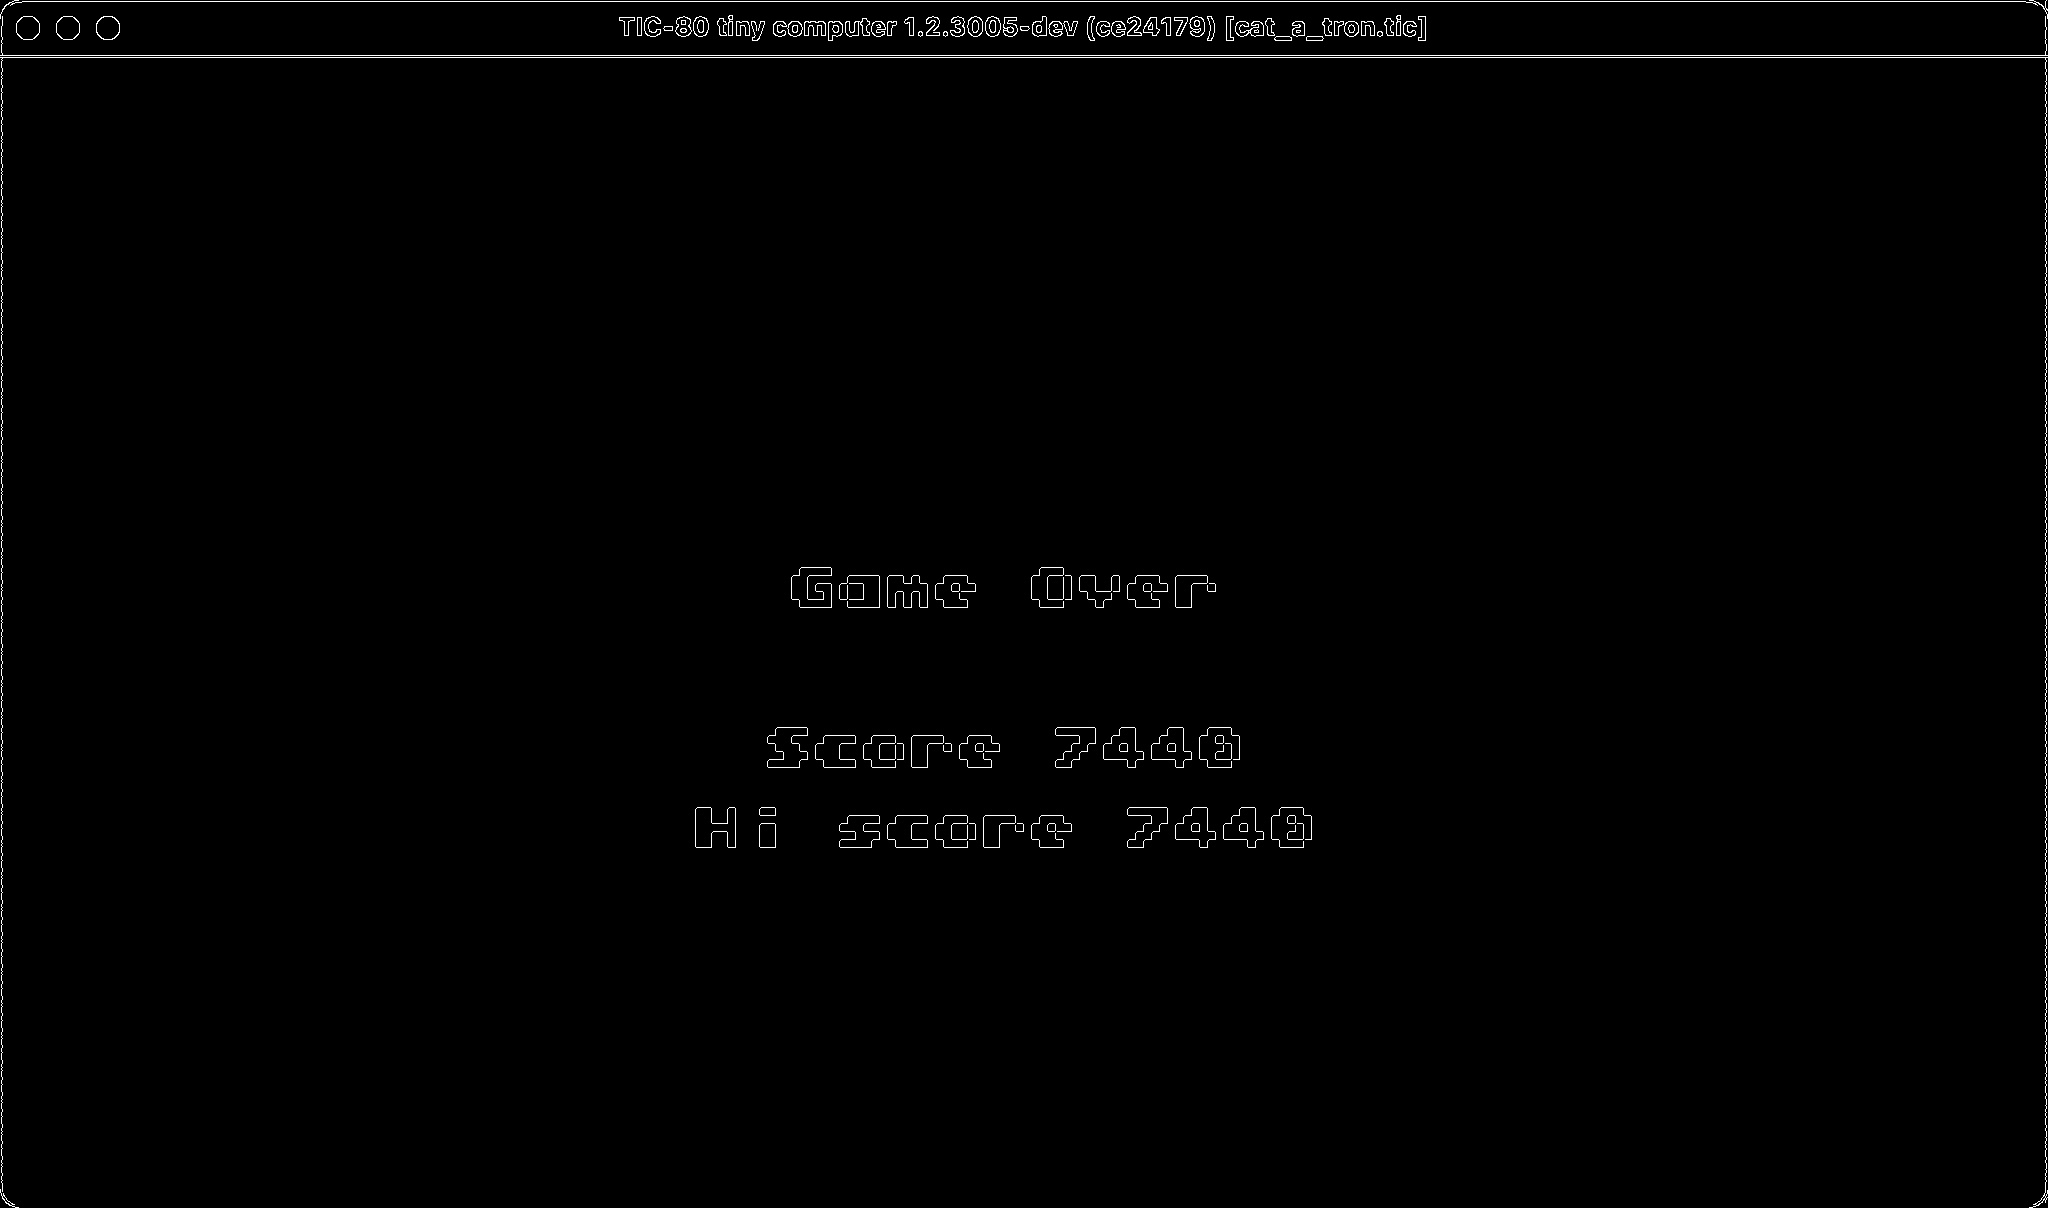 TIC-80 tiny computer 1.2.3005-dev (ce24179) [cat_a_tron.tic]
Game Over
Score 7440
Hi score 7440